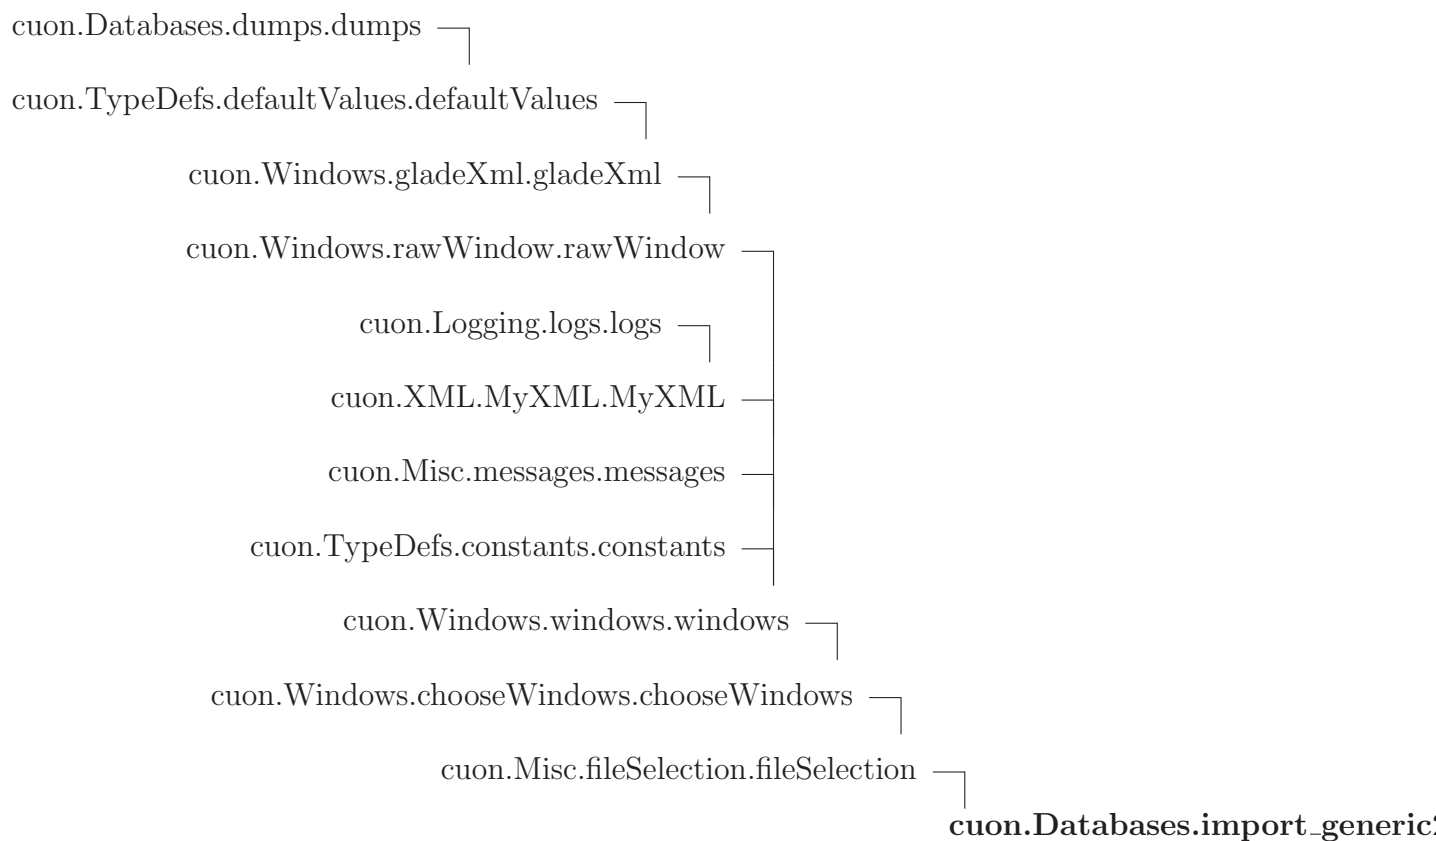 cuon.Databases.dumps.dumps
cuon.TypeDefs.defaultValues.defaultValues
cuon.Windows.gladeXml.gladeXml
cuon.Windows.rawWindow.rawWindow
cuon.Logging.logs.logs
cuon.XML.MyXML.MyXML
cuon.Misc.messages.messages
cuon.TypeDefs.constants.constants
cuon.Windows.windows.windows
cuon.Windows.chooseWindows.chooseWindows
cuon.Misc.fileSelection.fileSelection
cuon.Databases.import_generic